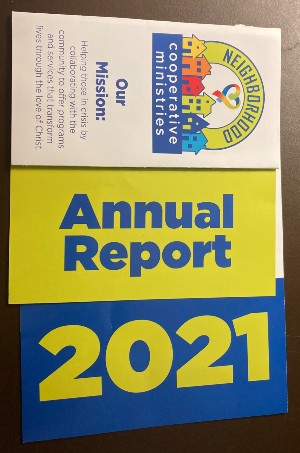 NEIGHBORHOOD
cooperative
ministries
Our
Mission:
Helping those in crisis by
collaborating with the
community to offer programs
and services that transform
lives through the love of Christ.
Annual
Report
2021